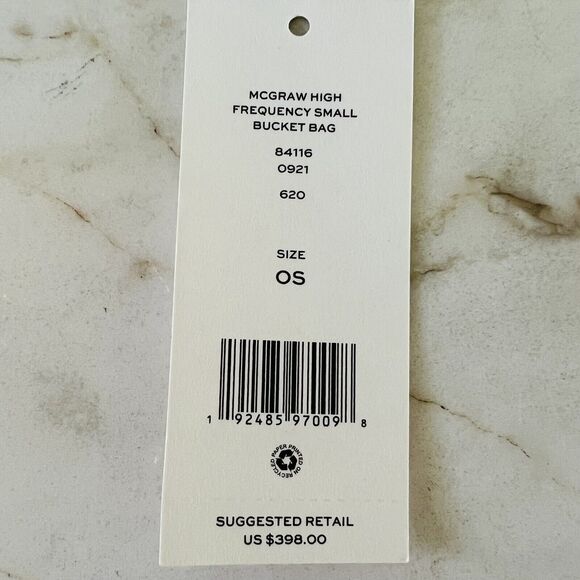 MCGRAW HIGH
FREQUENCY SMALL
BUCKET BAG
84116
0921
620
SIZE
OS
1 92485 97009 8
PRINTED ON RECYCLED PAPER
SUGGESTED RETAIL
US $398.00